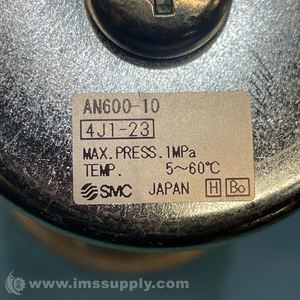 AN600-10
4J1-23
MAX.PRESS.1MPa
TEMP. 5~60℃
SMC JAPAN H Bo
www.imssupply.com